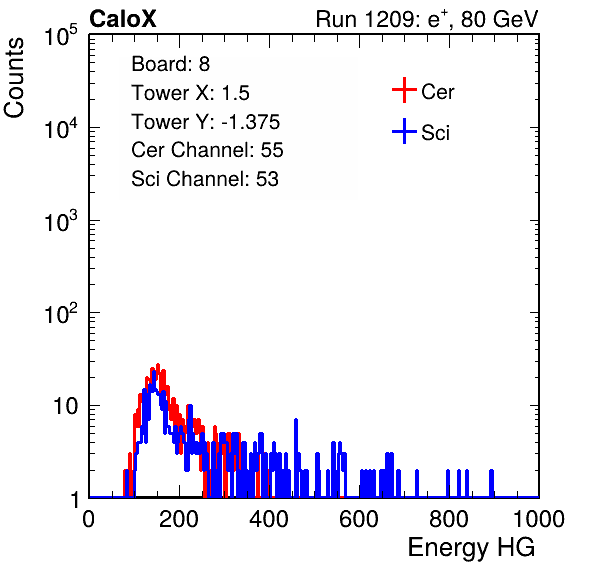 CaloX Run 1209: e⁺, 80 GeV
Counts
10⁵
10⁴
10³
10²
10
1
Board: 8
Tower X: 1.5
Tower Y: -1.375
Cer Channel: 55
Sci Channel: 53
Cer
Sci
0 200 400 600 800 1000
Energy HG